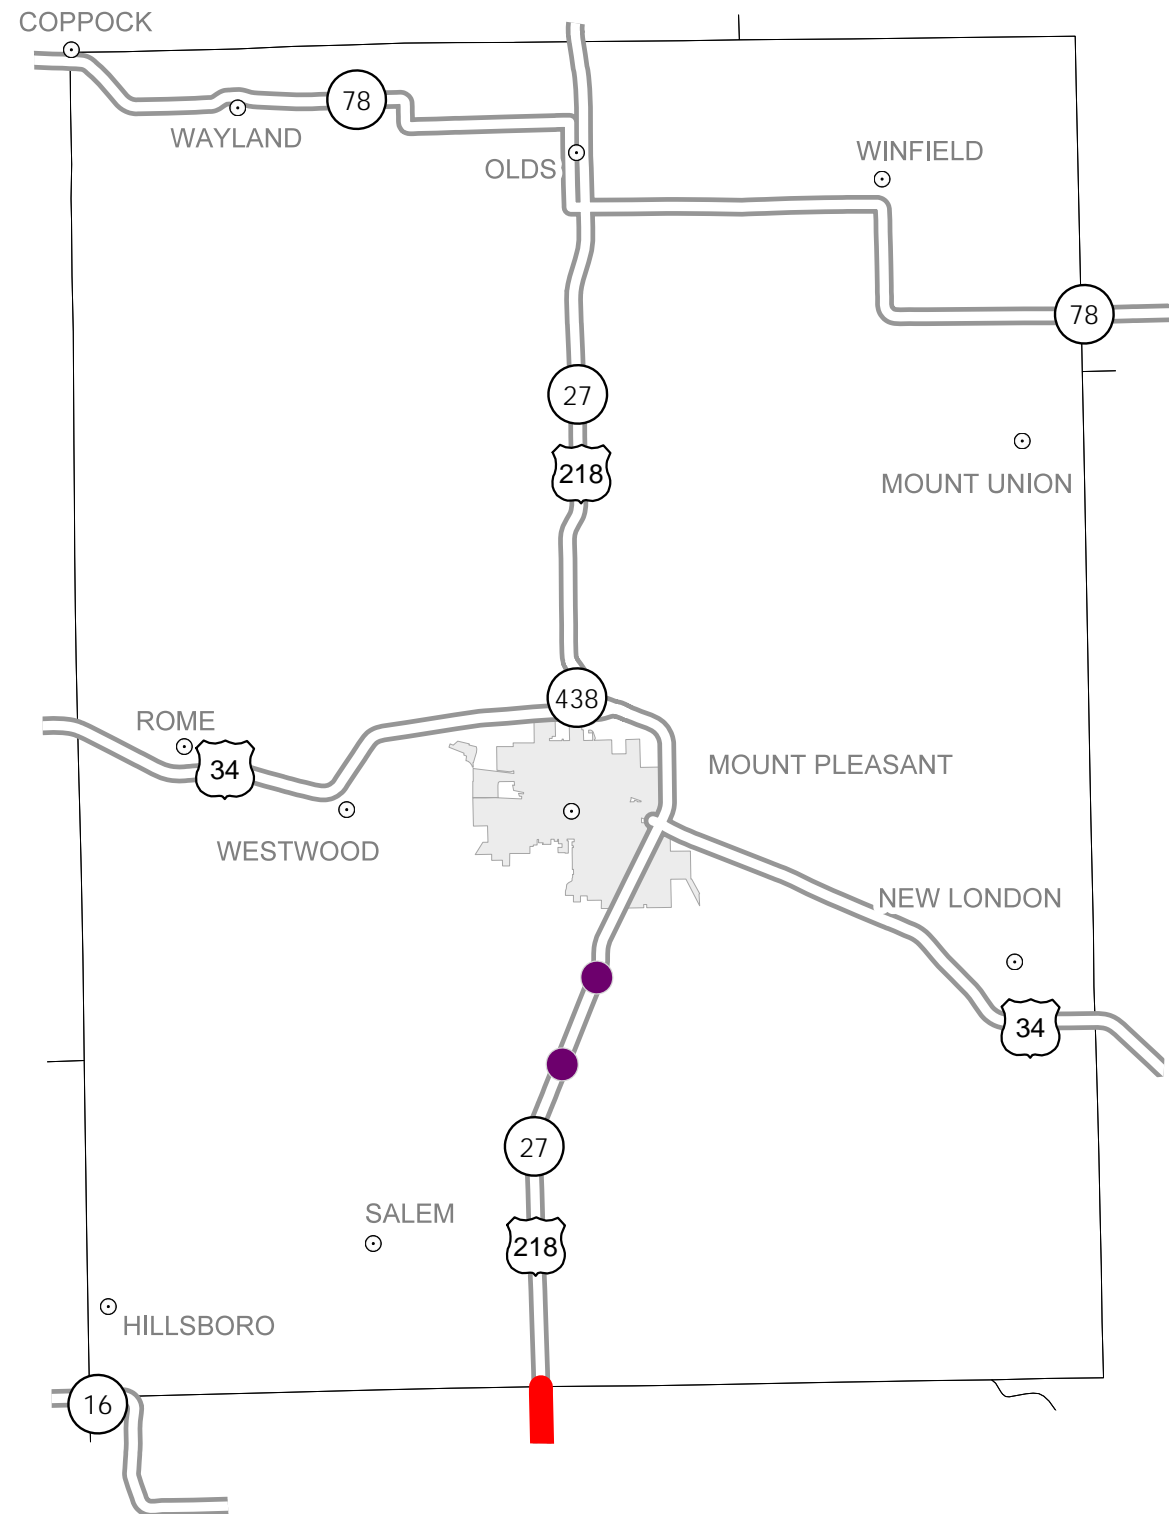 COPPOCK
78
WAYLAND
OLDS
WINFIELD
78
27
218
MOUNT UNION
438
ROME
34
MOUNT PLEASANT
WESTWOOD
NEW LONDON
34
27
SALEM
218
HILLSBORO
16